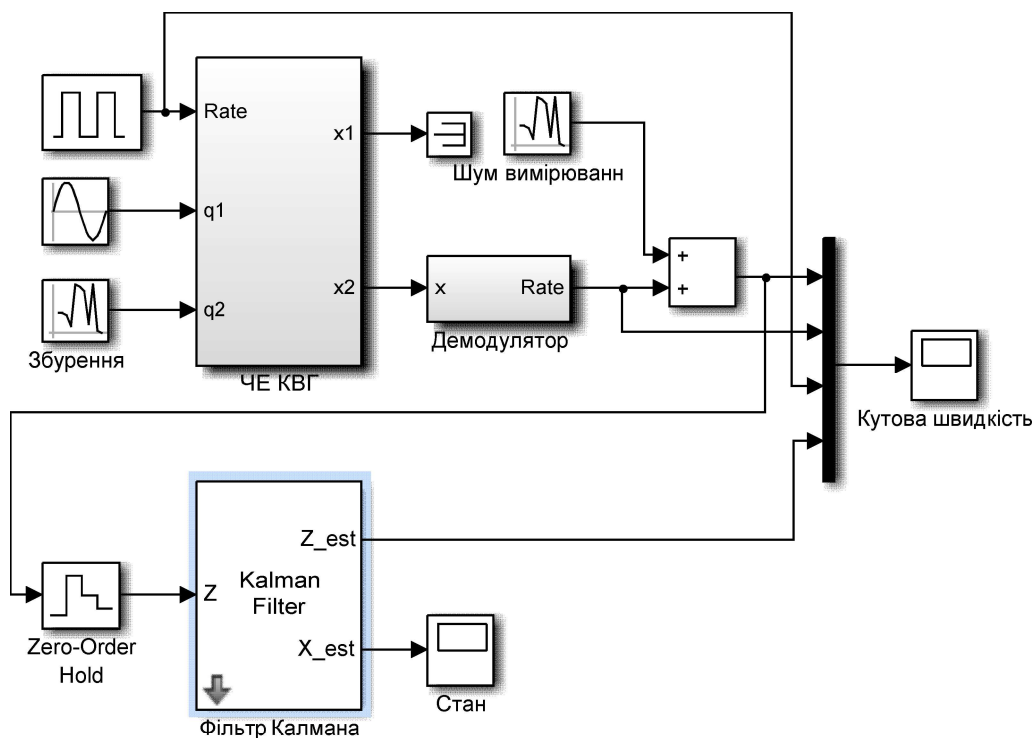 Rate
x1
q1
q2
x2
Збурення
ЧЕ КВГ
Шум вимірюванн
x
Rate
Демодулятор
+
+
Кутова швидкість
Zero-Order
Hold
Z
Kalman
Filter
Z_est
X_est
Фільтр Калмана
Стан